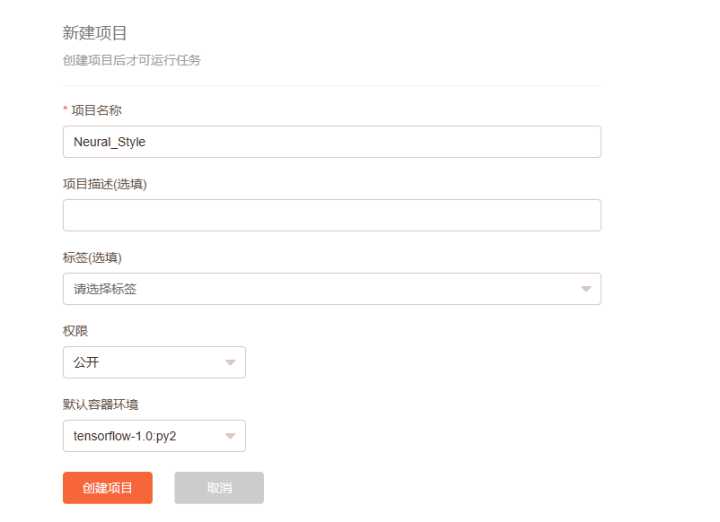 新建项目
创建项目后才可运行任务
* 项目名称
Neural_Style
项目描述(选填)
标签(选填)
请选择标签
权限
公开
默认容器环境
tensorflow-1.0:py2
创建项目 取消